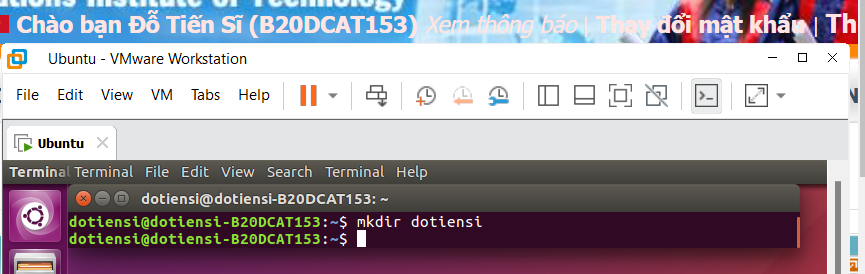 Institute of Technology
Chào bạn Đỗ Tiến Sĩ (B20DCAT153) Xem thông báo | Thay đổi mật khẩu | Th
Ubuntu - VMware Workstation
File Edit View VM Tabs Help
Ubuntu
Terminal Terminal File Edit View Search Terminal Help
dotiensi@dotiensi-B20DCAT153: ~
dotiensi@dotiensi-B20DCAT153:~$ mkdir dotiensi
dotiensi@dotiensi-B20DCAT153:~$